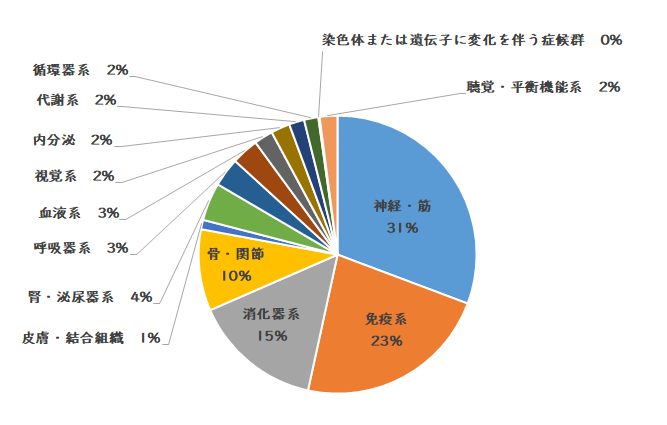 染色体または遺伝子に変化を伴う症候群 0%
循環器系 2%
聴覚・平衡機能系 2%
代謝系 2%
内分泌 2%
視覚系 2%
神経・筋
31%
血液系 3%
呼吸器系 3%
骨・関節
10%
腎・泌尿器系 4%
消化器系
15%
免疫系
23%
皮膚・結合組織 1%